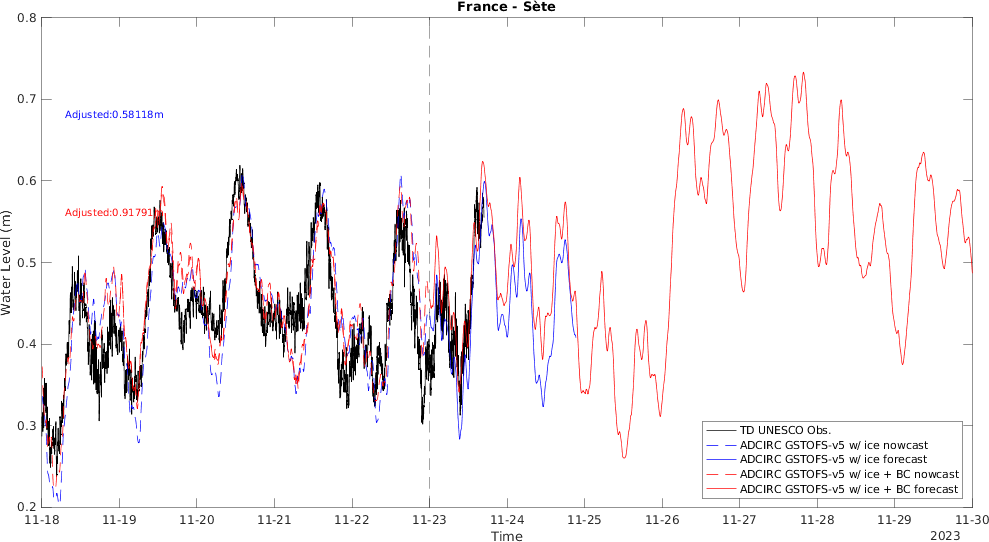 France - Sète
0.8
0.7
0.6
0.5
0.4
0.3
0.2
Water Level (m)
Adjusted:0.58118m
Adjusted:0.91791
TD UNESCO Obs.
ADCIRC GSTOFS-v5 w/ ice nowcast
ADCIRC GSTOFS-v5 w/ ice forecast
ADCIRC GSTOFS-v5 w/ ice + BC nowcast
ADCIRC GSTOFS-v5 w/ ice + BC forecast
11-18 11-19 11-20 11-21 11-22 11-23 11-24 11-25 11-26 11-27 11-28 11-29 11-30
Time
2023